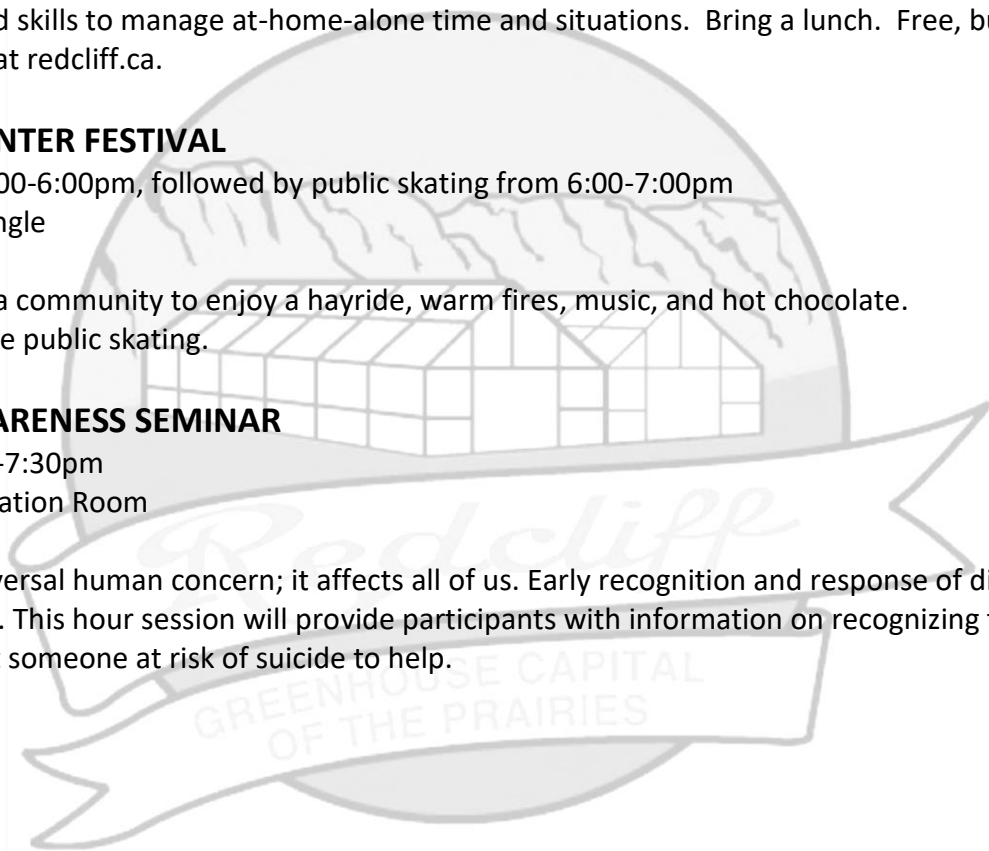 d skills to manage at-home-alone time and situations.  Bring a lunch.  Free, bu
at redcliff.ca.
NTER FESTIVAL
00-6:00pm, followed by public skating from 6:00-7:00pm
ngle
a community to enjoy a hayride, warm fires, music, and hot chocolate.
e public skating.
ARENESS SEMINAR
-7:30pm
ation Room
versal human concern; it affects all of us. Early recognition and response of di
. This hour session will provide participants with information on recognizing
t someone at risk of suicide to help.
Redcliff
GREENHOUSE CAPITAL
OF THE PRAIRIES